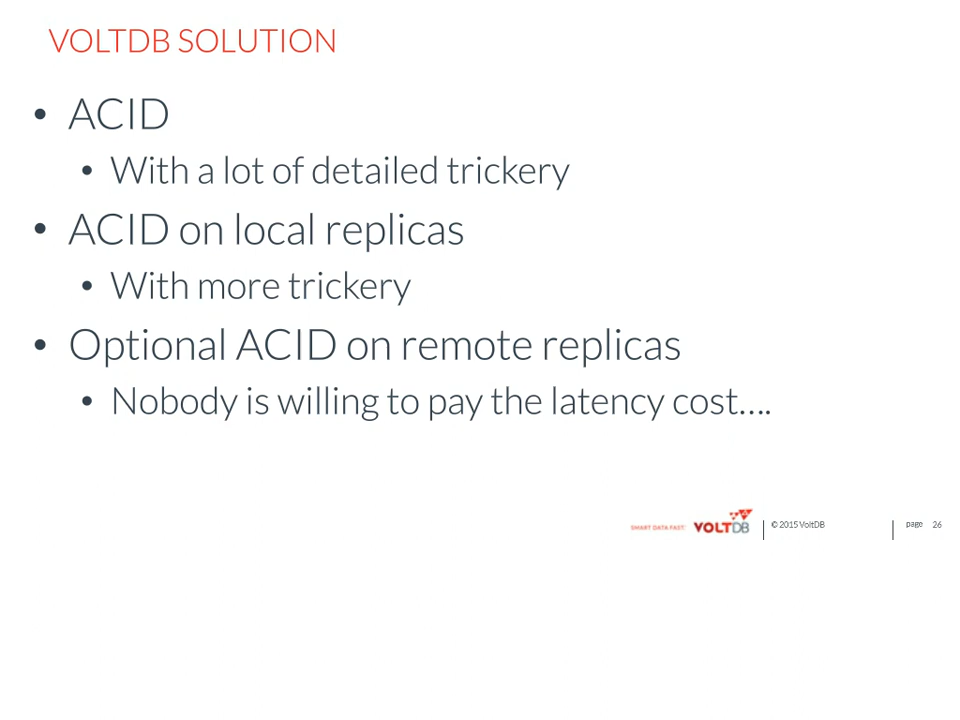 VOLTDB SOLUTION
• ACID
• With a lot of detailed trickery
• ACID on local replicas
• With more trickery
• Optional ACID on remote replicas
• Nobody is willing to pay the latency cost....
SMART DATA FAST VOLTDB © 2015 VoltDB page 26